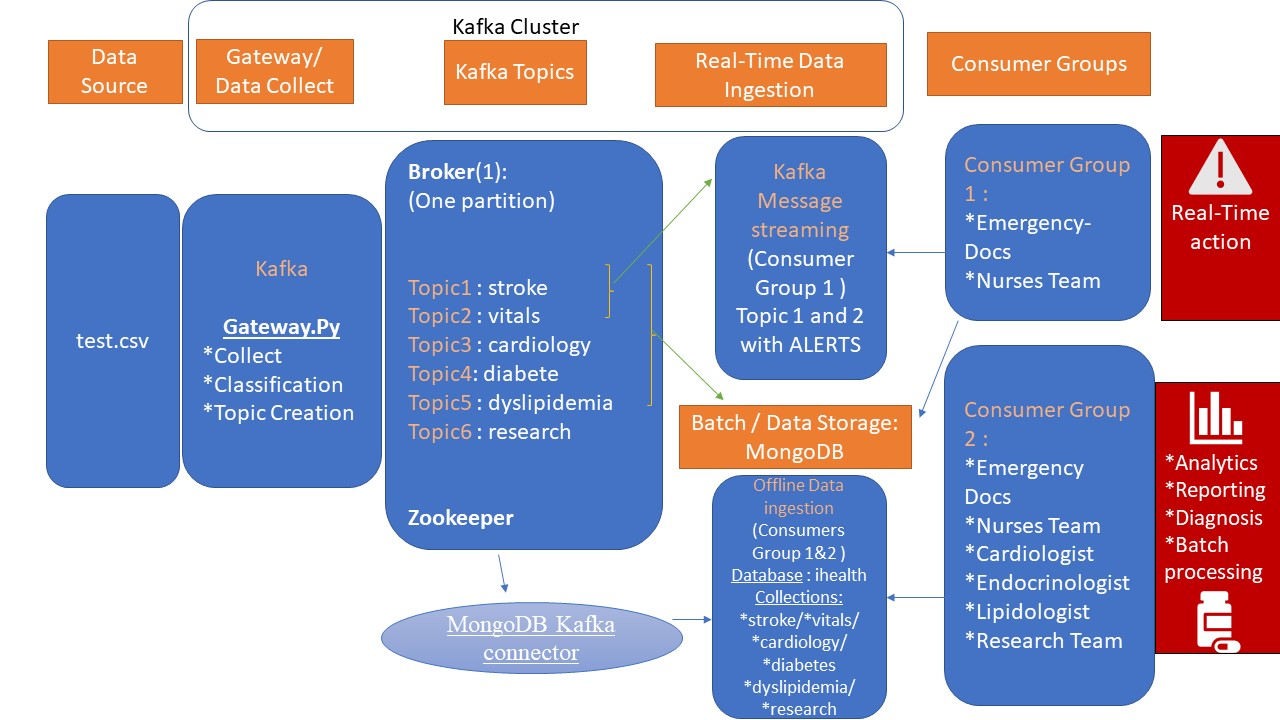 Kafka Cluster
Data
Source
Gateway/
Data Collect
Kafka Topics
Real-Time Data
Ingestion
Consumer Groups
test.csv
Kafka
Gateway.Py
*Collect
*Classification
*Topic Creation
Broker(1):
(One partition)
Topic1 : stroke
Topic2 : vitals
Topic3 : cardiology
Topic4: diabete
Topic5 : dyslipidemia
Topic6 : research
Zookeeper
MongoDB Kafka
connector
Kafka
Message
streaming
(Consumer
Group 1 )
Topic 1 and 2
with ALERTS
Batch / Data Storage:
MongoDB
Offline Data
ingestion
(Consumers
Group 1&2 )
Database : ihealth
Collections:
*stroke/*vitals/
*cardiology/
*diabetes
*dyslipidemia/
*research
Consumer Group
1 :
*Emergency-
Docs
*Nurses Team
Real-Time
action
Consumer Group
2 :
*Emergency
Docs
*Nurses Team
*Cardiologist
*Endocrinologist
*Lipidologist
*Research Team
*Analytics
*Reporting
*Diagnosis
*Batch
processing